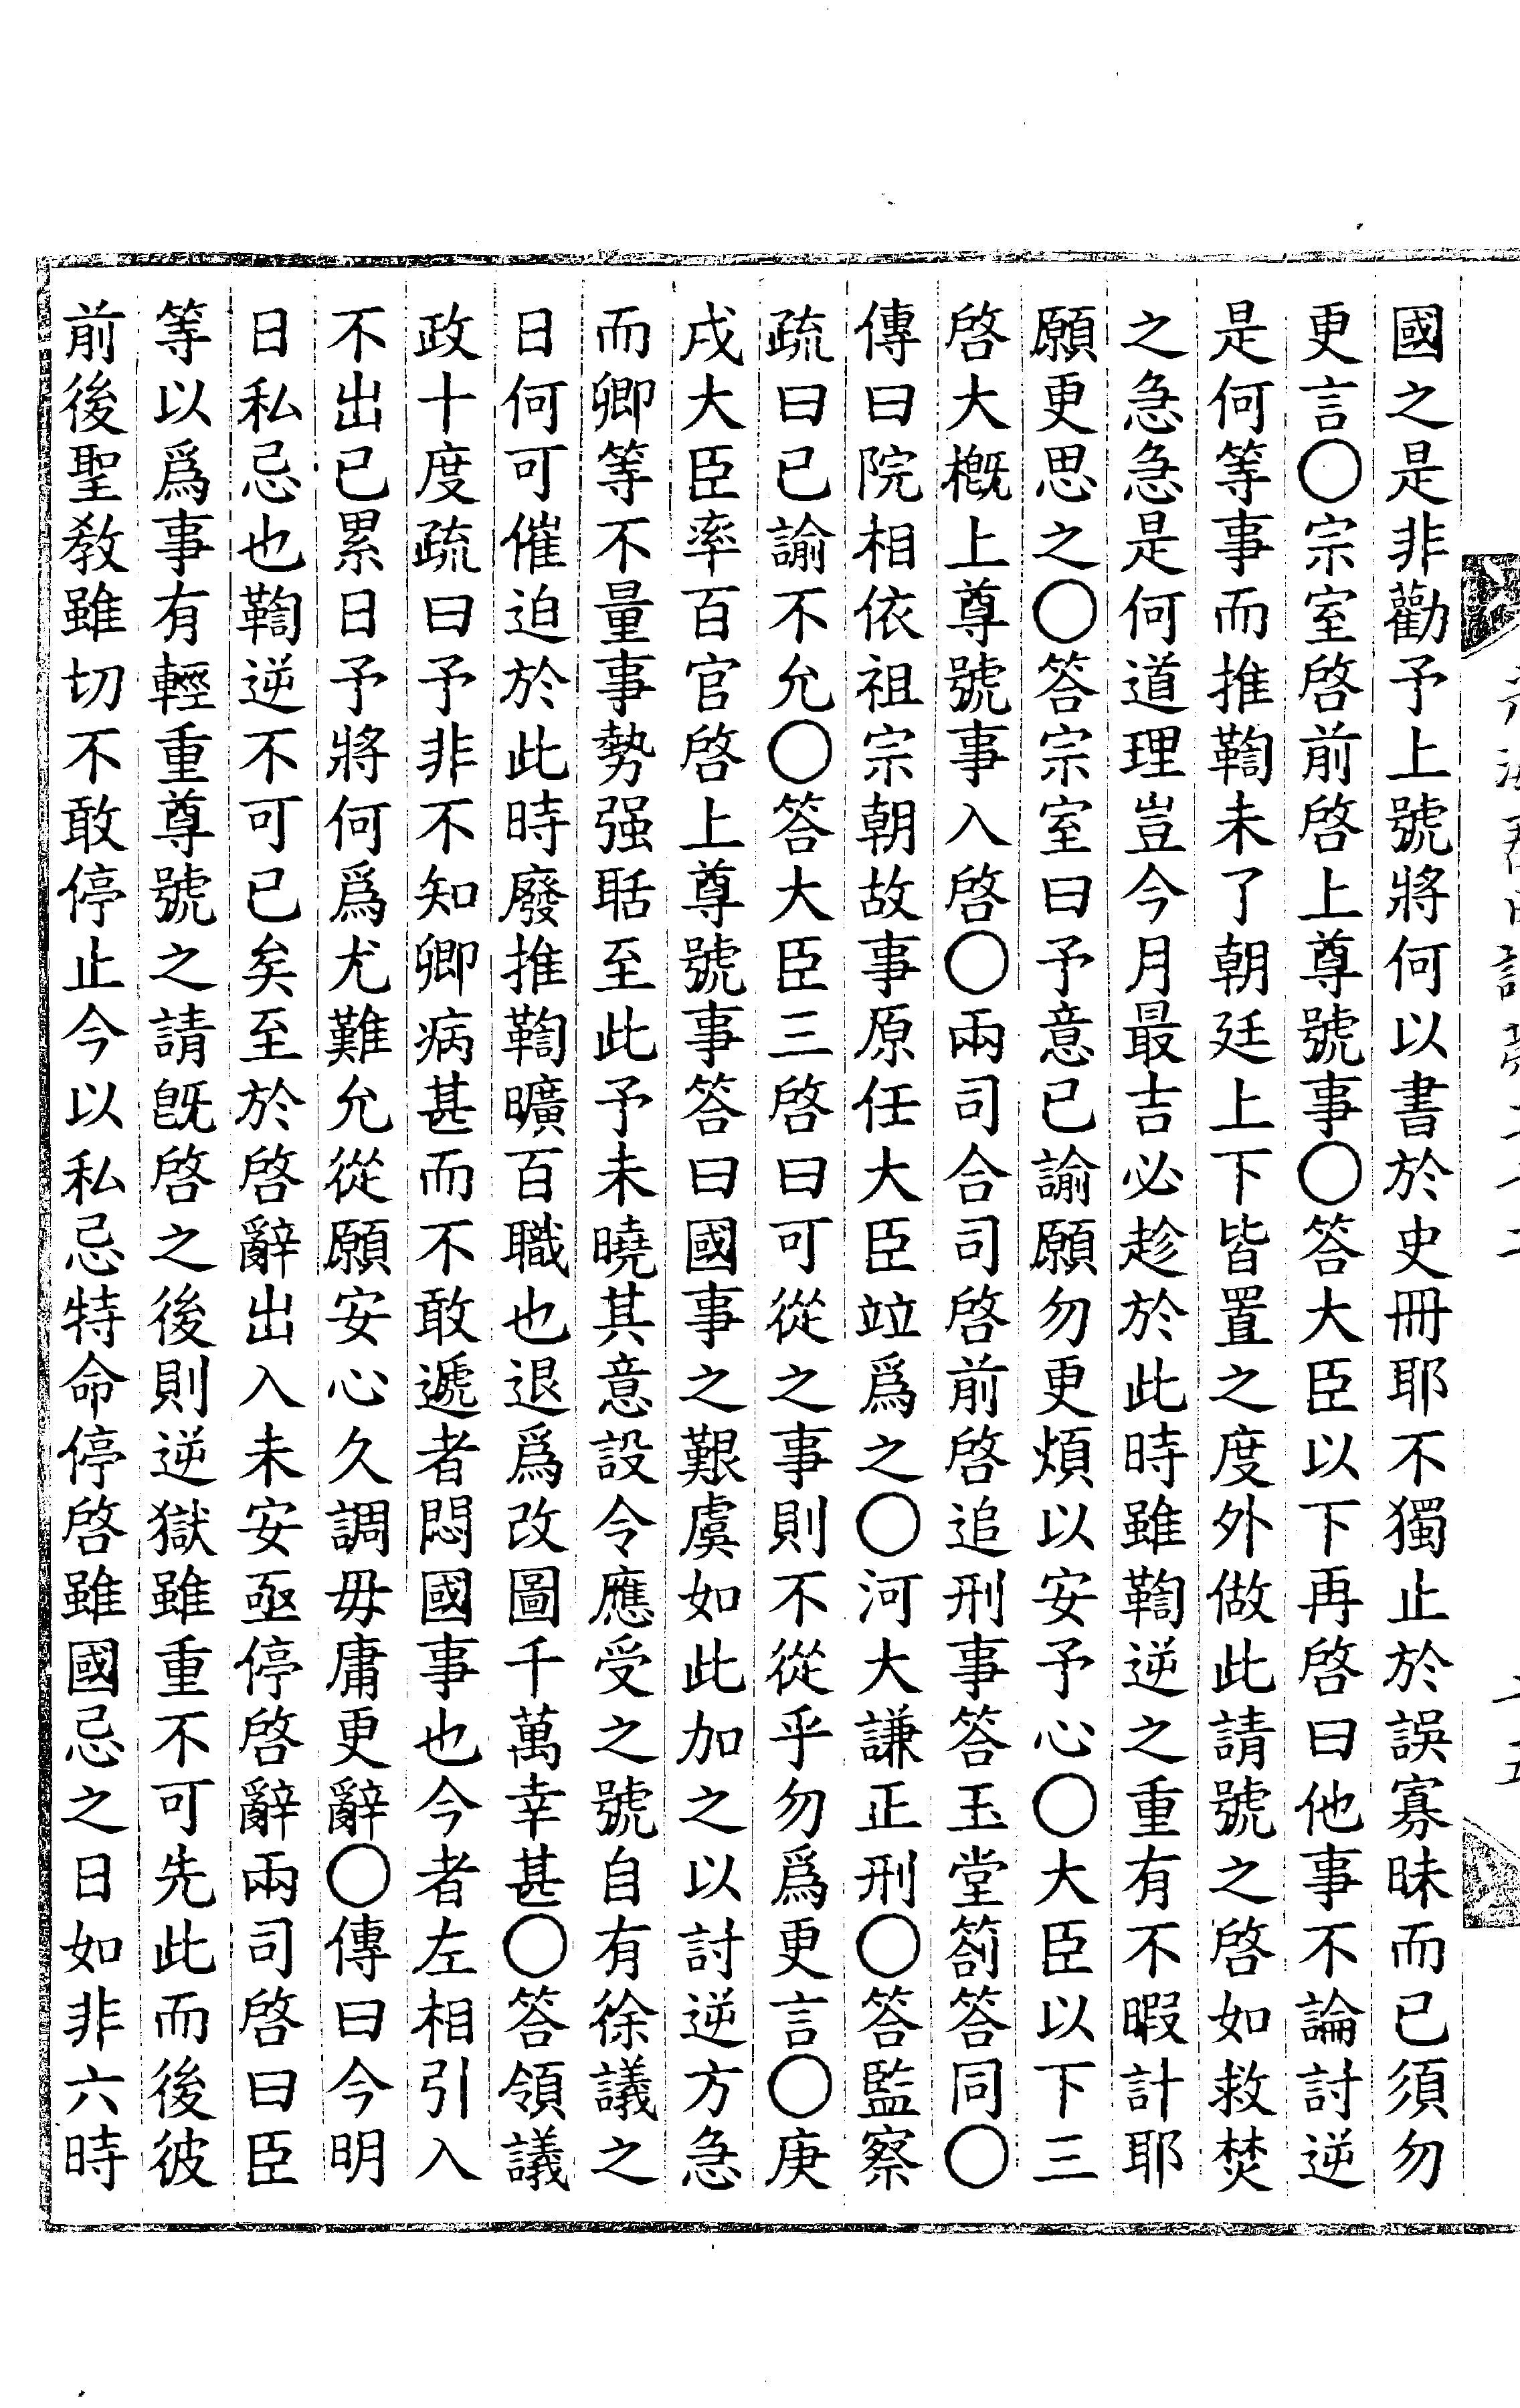 國之是非勸予上號將何以書於史冊耶不獨止於誤寡昧而已須勿
更言○宗室啓前啓上尊號事○答大臣以下再啓曰他事不論討逆
是何等事而推鞫未了朝廷上下皆置之度外做此請號之啓如救焚
之急急是何道理豈今月最吉必趁於此時雖鞫逆之重有不暇計耶
願更思之○答宗室曰予意已諭願勿更煩以安予心○大臣以下三
啓大槪上尊號事入啓○兩司合司啓前啓追刑事答玉堂箚答同○
傳曰院相依祖宗朝故事原任大臣竝爲之○河大謙正刑○答監察
疏曰已諭不允○答大臣三啓曰可從之事則不從乎勿爲更言○庚
戌大臣率百官啓上尊號事答曰國事之艱虞如此加之以討逆方急
而卿等不量事勢强聒至此予未曉其意設令應受之號自有徐議之
日何可催迫於此時廢推鞫曠百職也退爲改圖千萬幸甚○答領議
政十度疏曰予非不知卿病甚而不敢遞者悶國事也今者左相引入
不出已累日予將何爲尤難允從願安心久調毋庸更辭○傳曰今明
日私忌也鞫逆不可已矣至於啓辭出入未安亟停啓辭兩司啓曰臣
等以爲事有輕重尊號之請旣啓之後則逆獄雖重不可先此而後彼
前後聖敎雖切不敢停止今以私忌特命停啓雖國忌之日如非六時